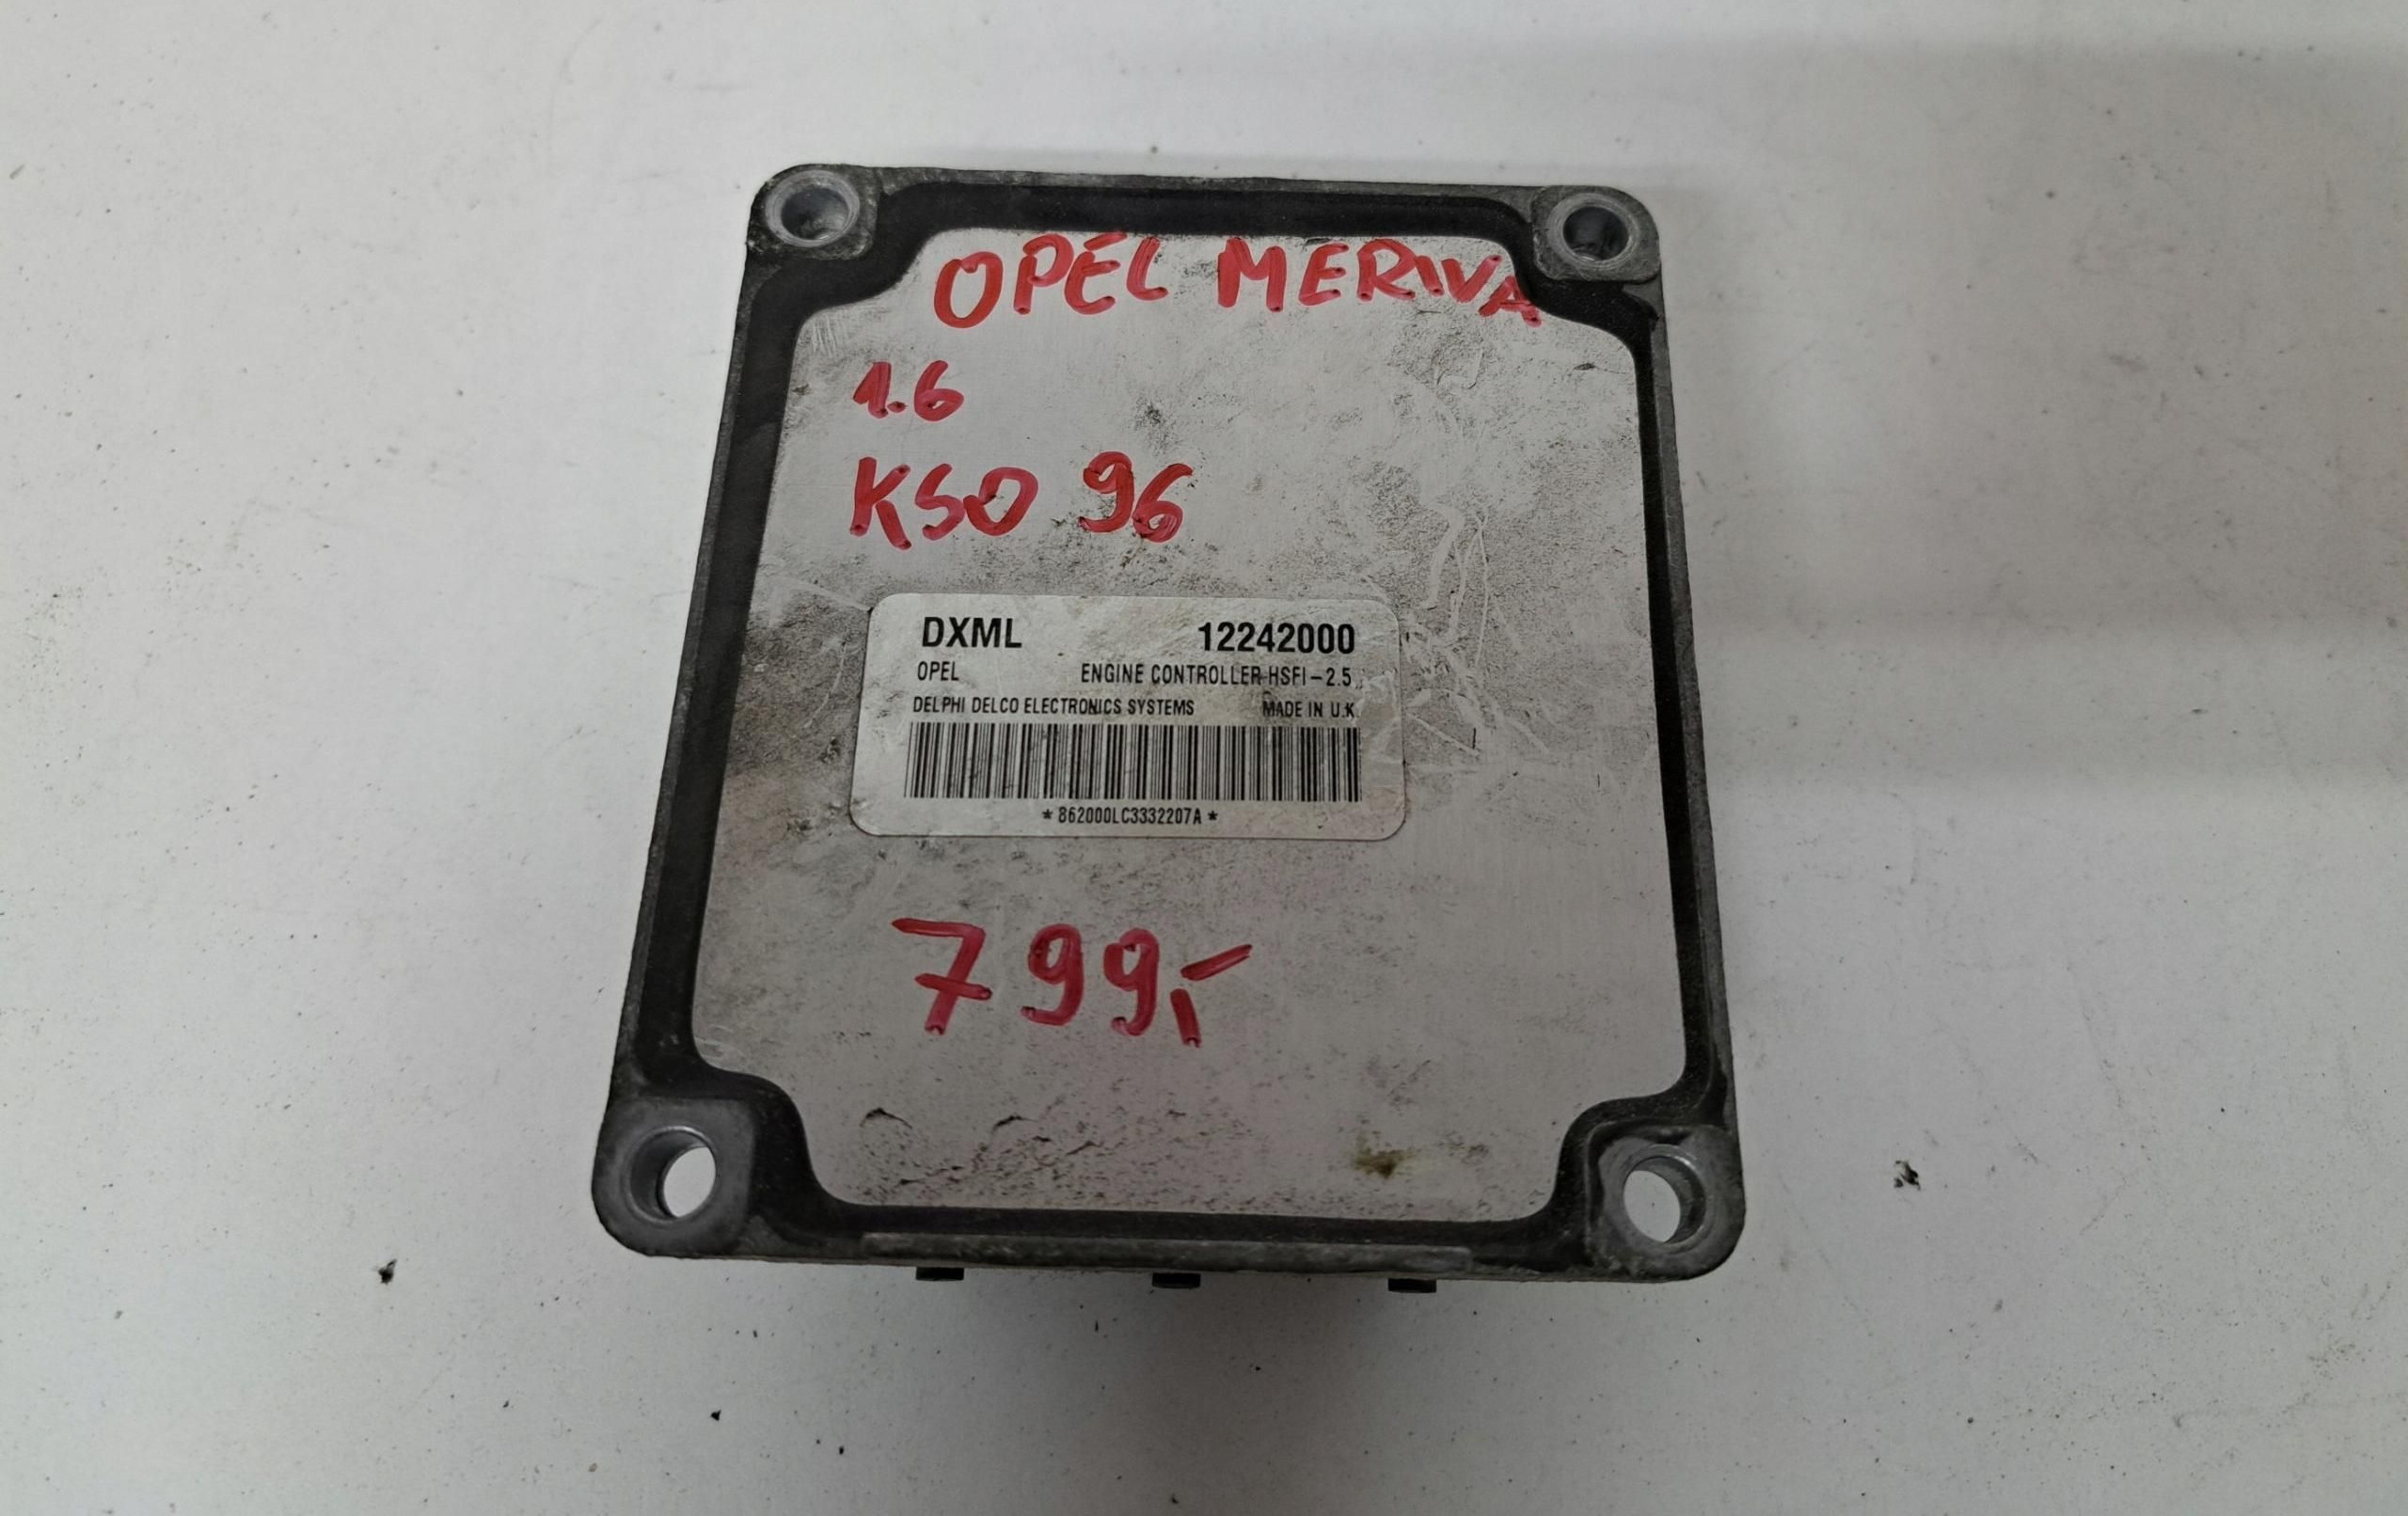 OPEL MERIVA
1.6
KSO 96
DXML 12242000
OPEL ENGINE CONTROLLER HSFI-2.5
DELPHI DELCO ELECTRONICS SYSTEMS MADE IN U.K.
*862000LC3332207A*
799,-